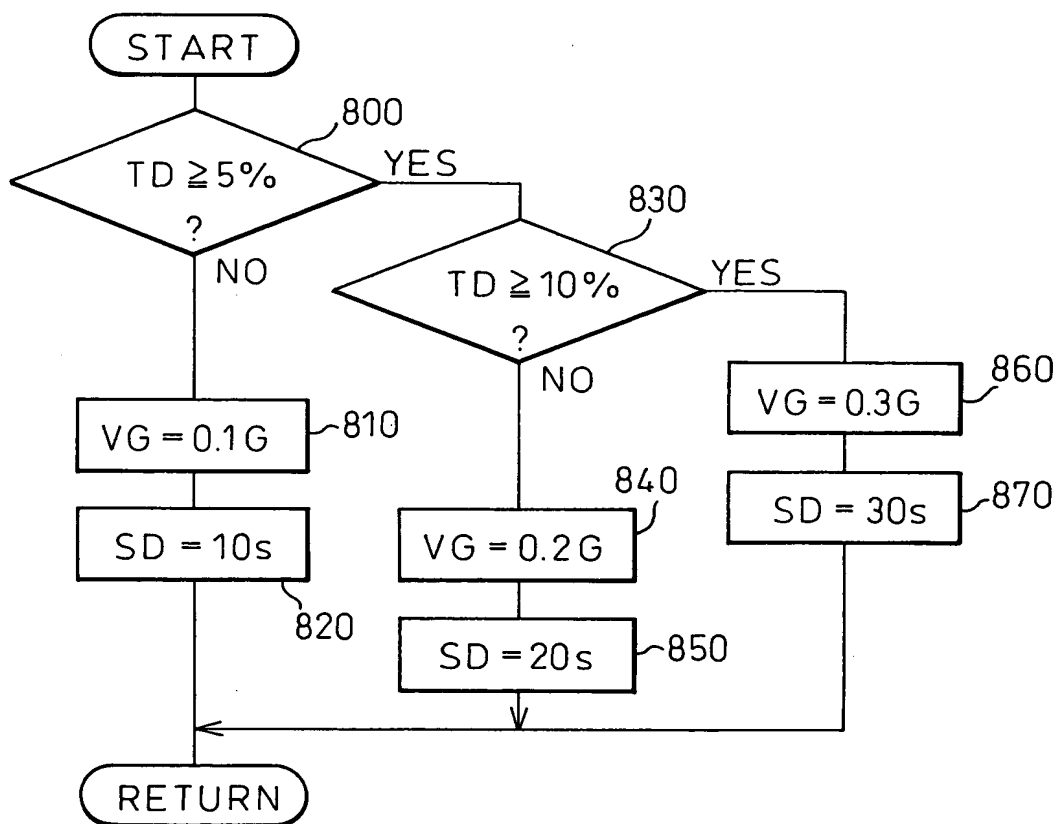 START
800
TD ≧ 5%
?
YES
NO
830
TD ≧ 10%
?
YES
NO
VG = 0.1G
810
SD = 10s
820
840
VG = 0.2G
SD = 20s
850
860
VG = 0.3G
SD = 30s
870
RETURN